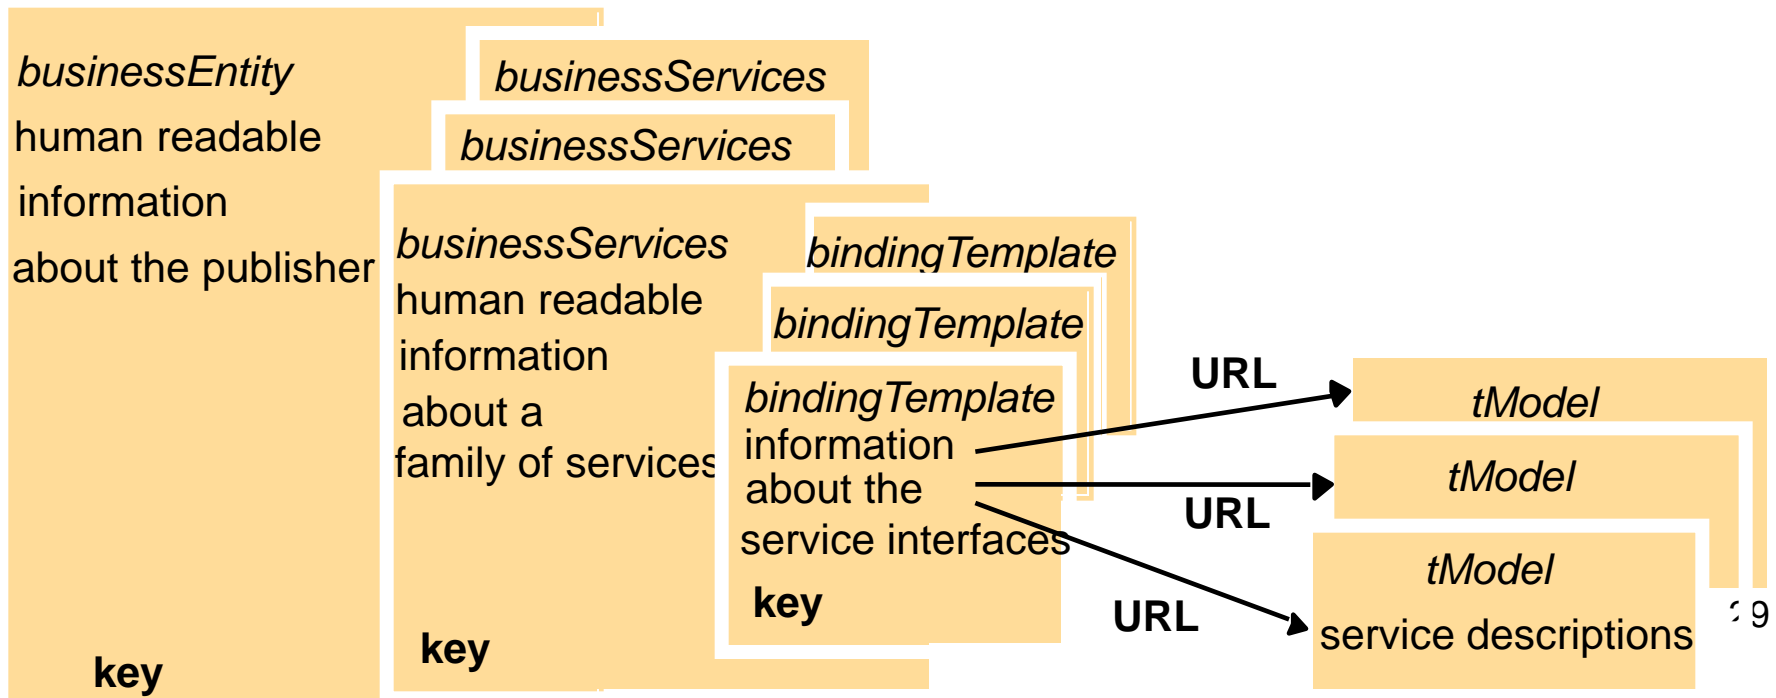 businessEntity
human readable
information
about the publisher
key
businessServices
businessServices
businessServices
human readable
information
about a
family of services
key
bindingTemplate
bindingTemplate
bindingTemplate
information
about the
service interfaces
key
URL
URL
URL
tModel
tModel
tModel
service descriptions